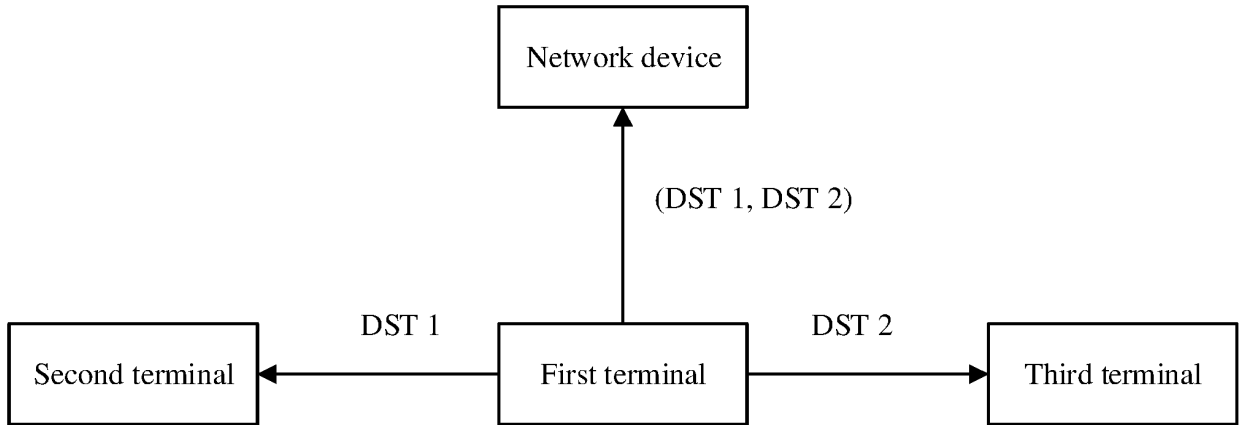 Network device
(DST 1, DST 2)
DST 1
DST 2
Second terminal
First terminal
Third terminal